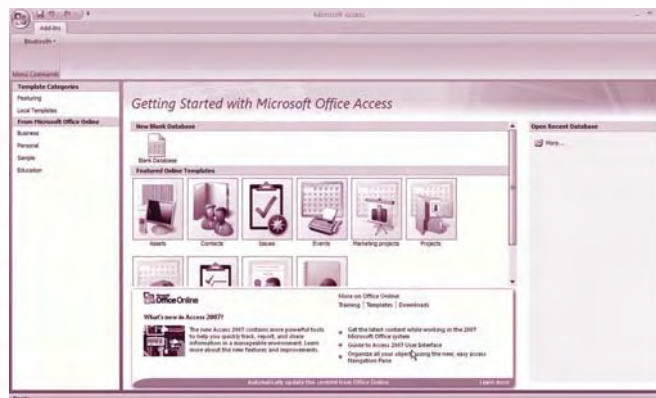 Microsoft Access
Add-Ins
Bluetooth
Menu Commands
Template Categories
Featuring
Local Templates
From Microsoft Office Online
Business
Personal
Sample
Education
Getting Started with Microsoft Office Access
New Blank Database
Blank Database
Featured Online Templates
Assets
Contacts
Issues
Events
Marketing projects
Projects
Open Recent Database
More...
Microsoft
Office Online
What's new in Access 2007?
The new Access 2007 contains more powerful tools
to help you quickly track, report, and share
information in a manageable environment. Learn
more about the new features and improvements.
More on Office Online:
Training | Templates | Downloads
Get the latest content while working in the 2007
Microsoft Office system
Guide to Access 2007 User Interface
Organize all your objects using the new, easy access
Navigation Pane
Automatically update this content from Office Online
Learn more